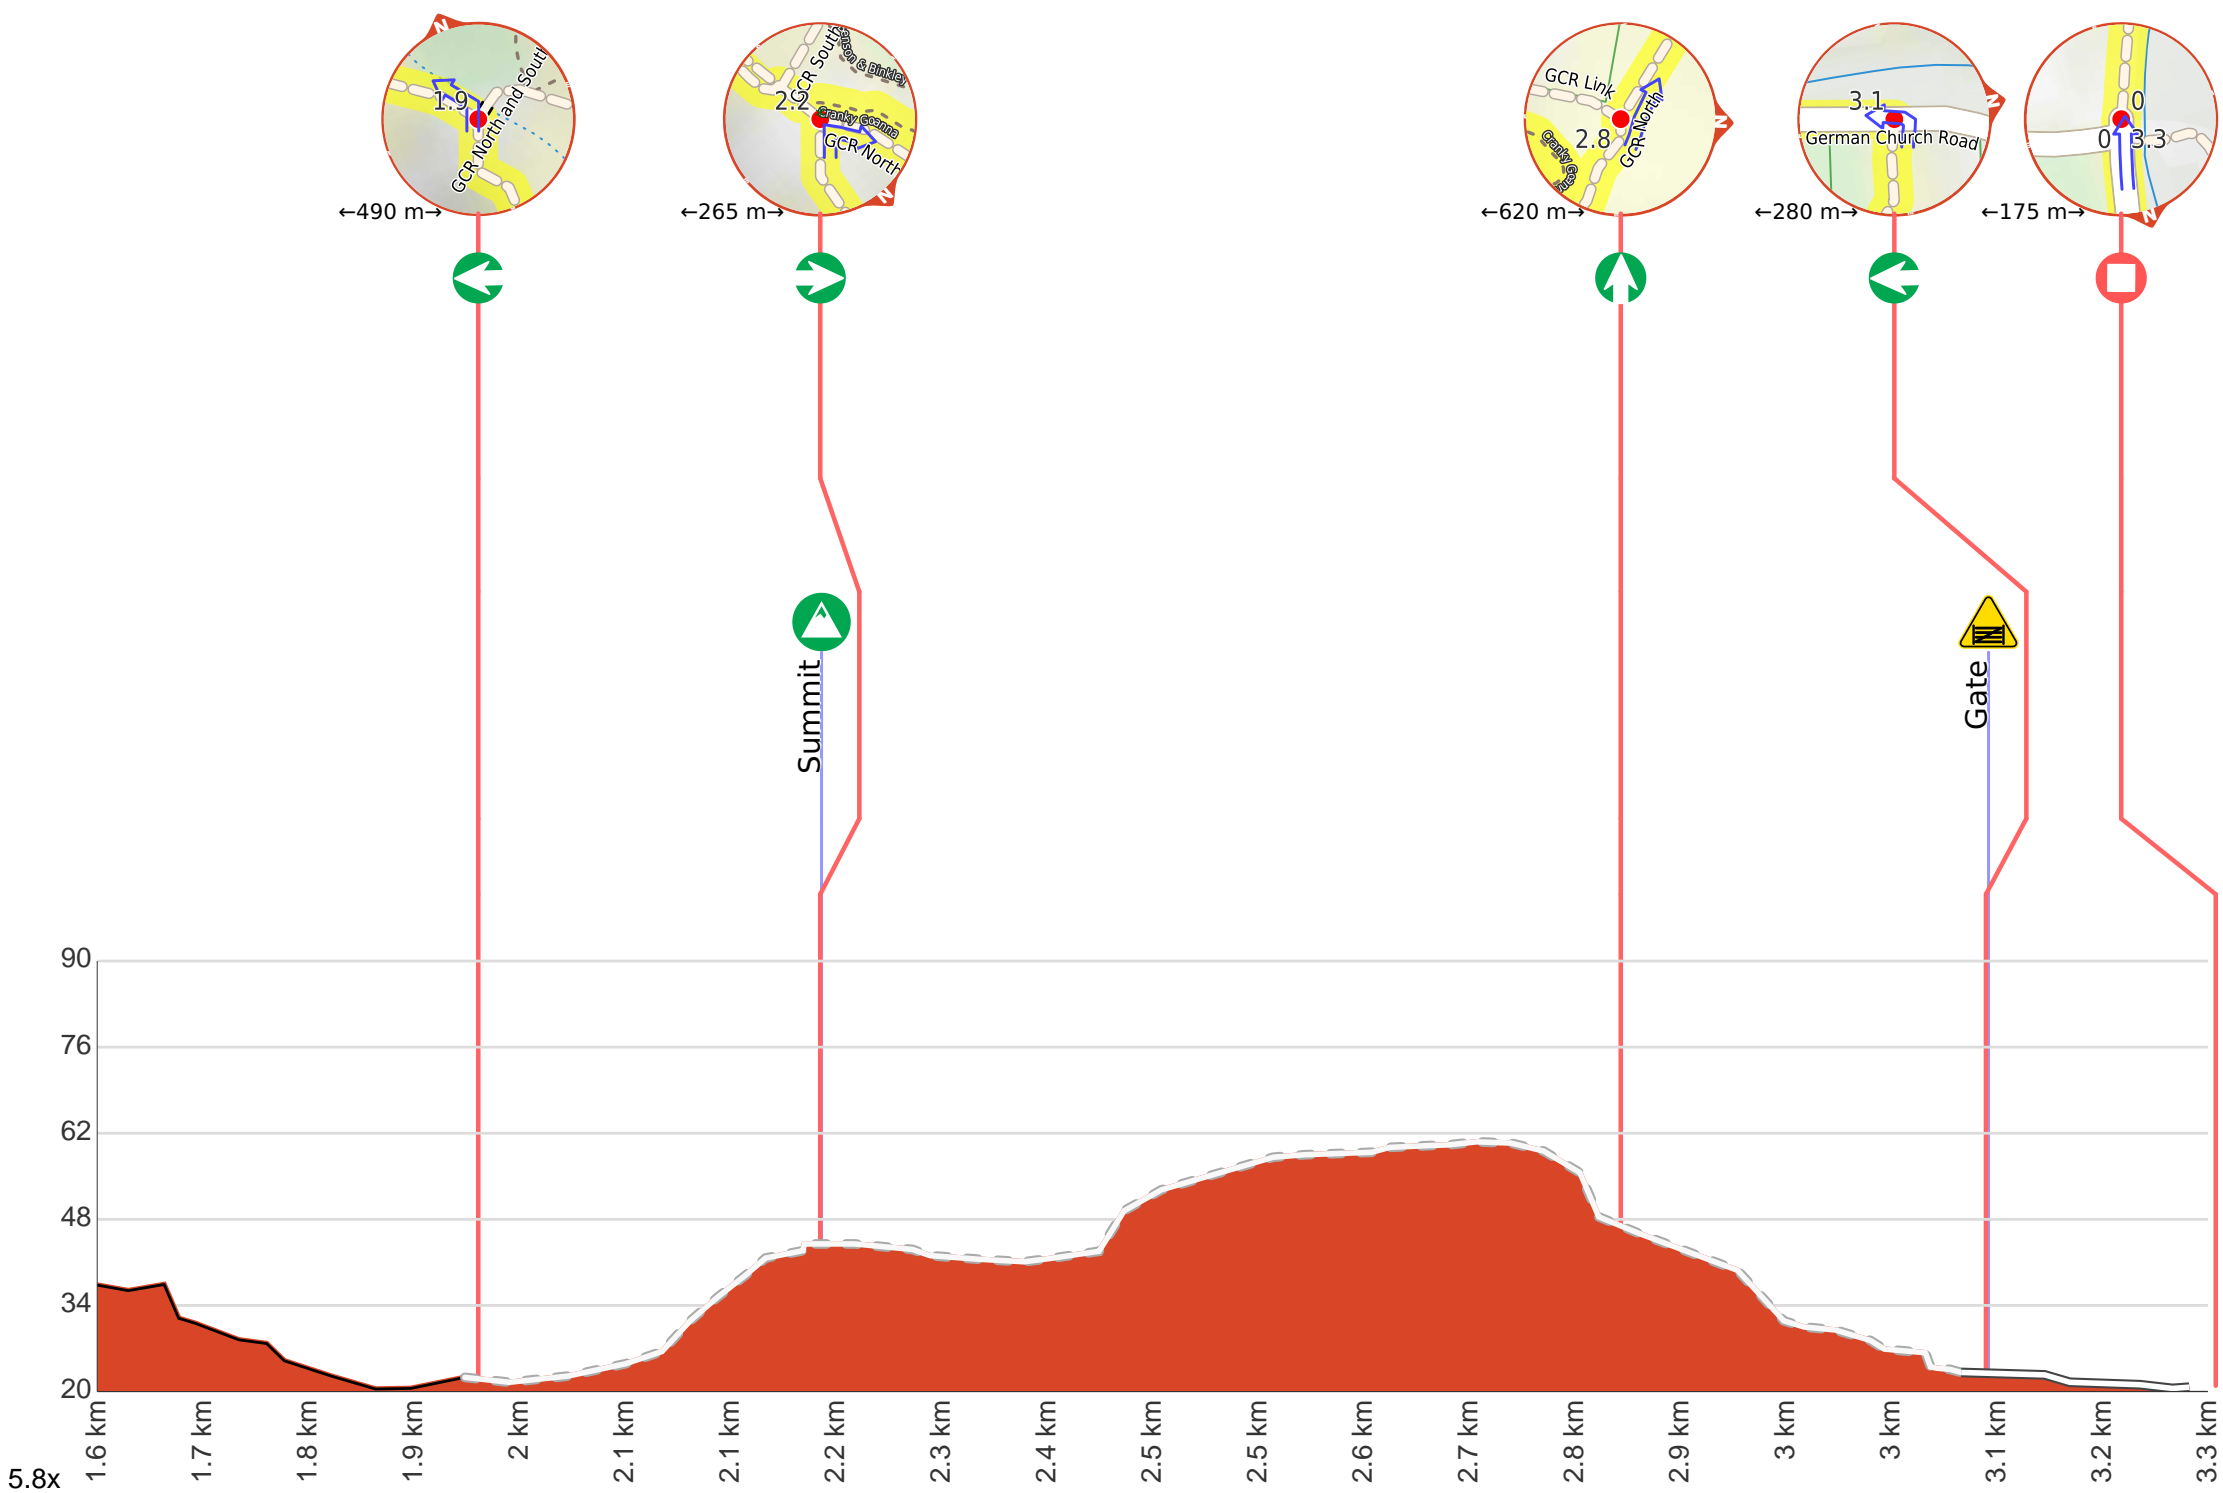 N
GCR North and South
1.9
←490 m→
GCR South
Cranky Goanna
2.2
GCR North
N
←265 m→
GCR Link
GCR North
2.8
N
←620 m→
3.1
German Church Road
N
←280 m→
0
0
3.3
N
←175 m→
Summit
Gate
90
76
62
48
34
20
1.6 km
1.7 km
1.8 km
1.9 km
2 km
2.1 km
2.1 km
2.2 km
2.3 km
2.4 km
2.5 km
2.5 km
2.6 km
2.7 km
2.8 km
2.9 km
3 km
3 km
3.1 km
3.2 km
3.3 km
5.8x